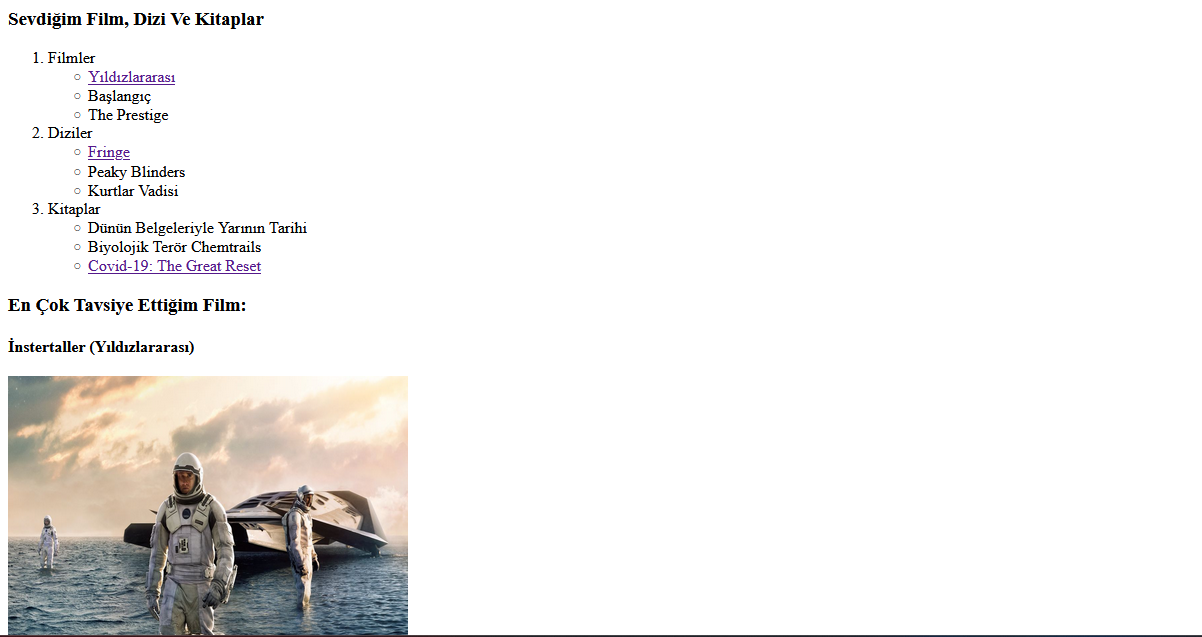 Sevdiğim Film, Dizi Ve Kitaplar
1. Filmler
○ Yıldızlararası
○ Başlangıç
○ The Prestige
2. Diziler
○ Fringe
○ Peaky Blinders
○ Kurtlar Vadisi
3. Kitaplar
○ Dünün Belgeleriyle Yarının Tarihi
○ Biyolojik Terör Chemtrails
○ Covid-19: The Great Reset
En Çok Tavsiye Ettiğim Film:
İnstertaller (Yıldızlararası)